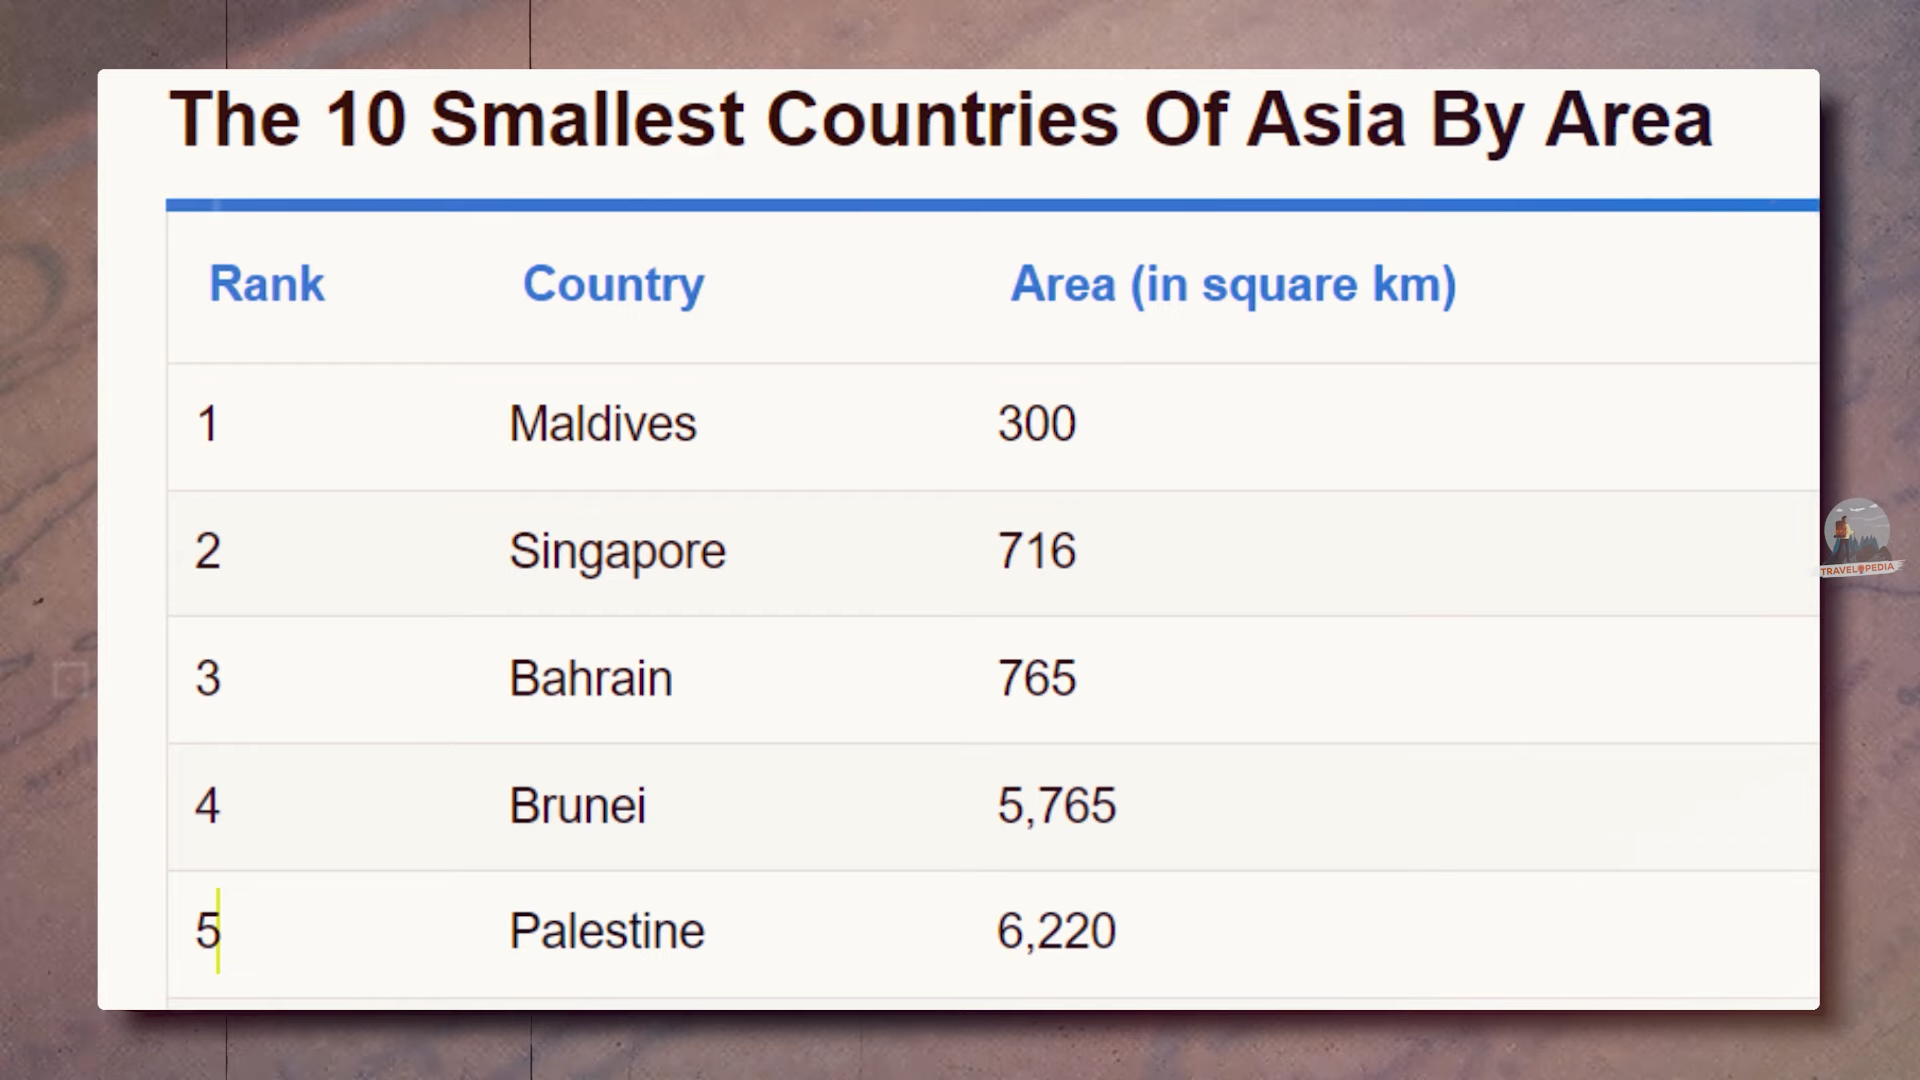 The 10 Smallest Countries Of Asia By Area
Rank Country Area (in square km)
1 Maldives 300
2 Singapore 716
3 Bahrain 765
4 Brunei 5,765
5 Palestine 6,220
TRAVELOPEDIA